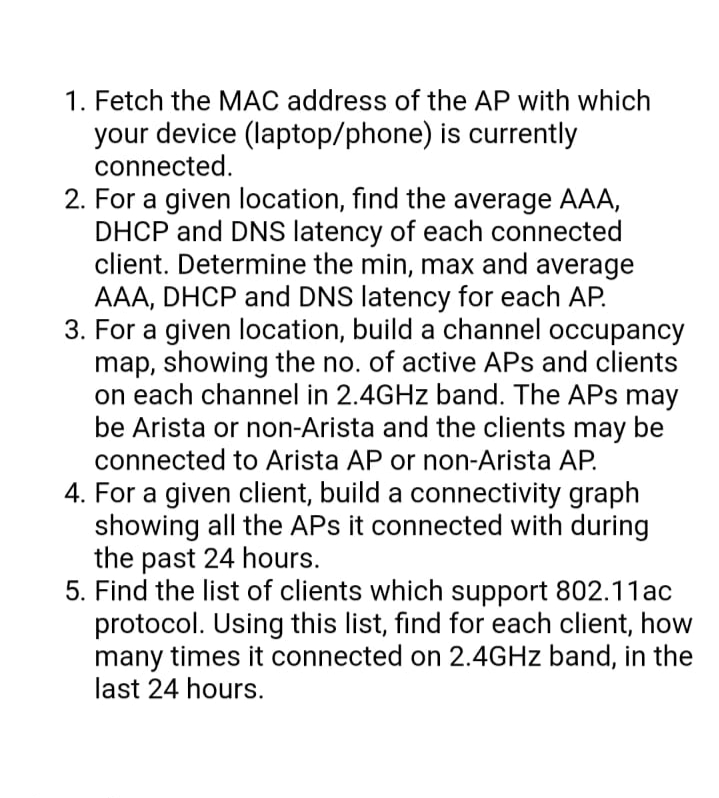 1. Fetch the MAC address of the AP with which
your device (laptop/phone) is currently
connected.
2. For a given location, find the average AAA,
DHCP and DNS latency of each connected
client. Determine the min, max and average
AAA, DHCP and DNS latency for each AP.
3. For a given location, build a channel occupancy
map, showing the no. of active APs and clients
on each channel in 2.4GHz band. The APs may
be Arista or non-Arista and the clients may be
connected to Arista AP or non-Arista AP.
4. For a given client, build a connectivity graph
showing all the APs it connected with during
the past 24 hours.
5. Find the list of clients which support 802.11ac
protocol. Using this list, find for each client, how
many times it connected on 2.4GHz band, in the
last 24 hours.